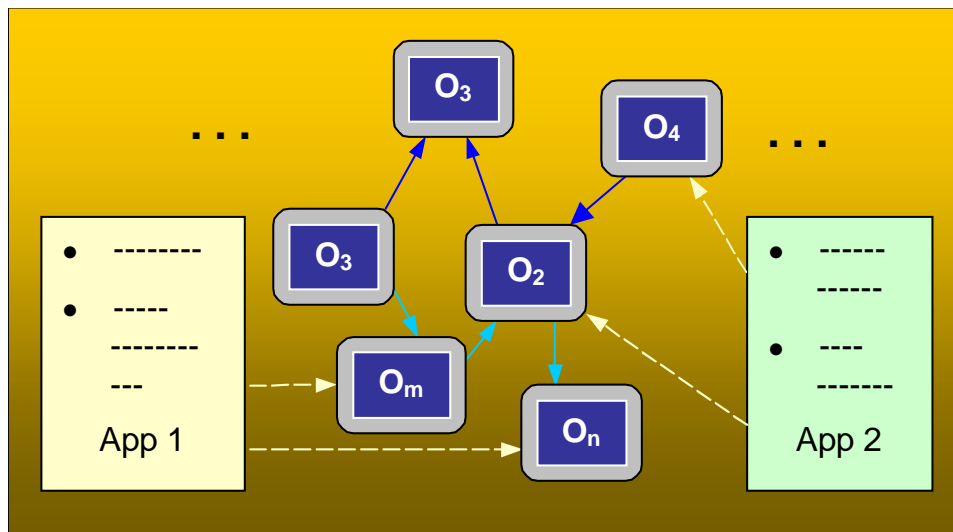 O₃
O₄
. . .
. . .
O₃
O₂
• --------
• -----
--------
---
App 1
• ------
------
• ----
-------
App 2
Oₘ
Oₙ